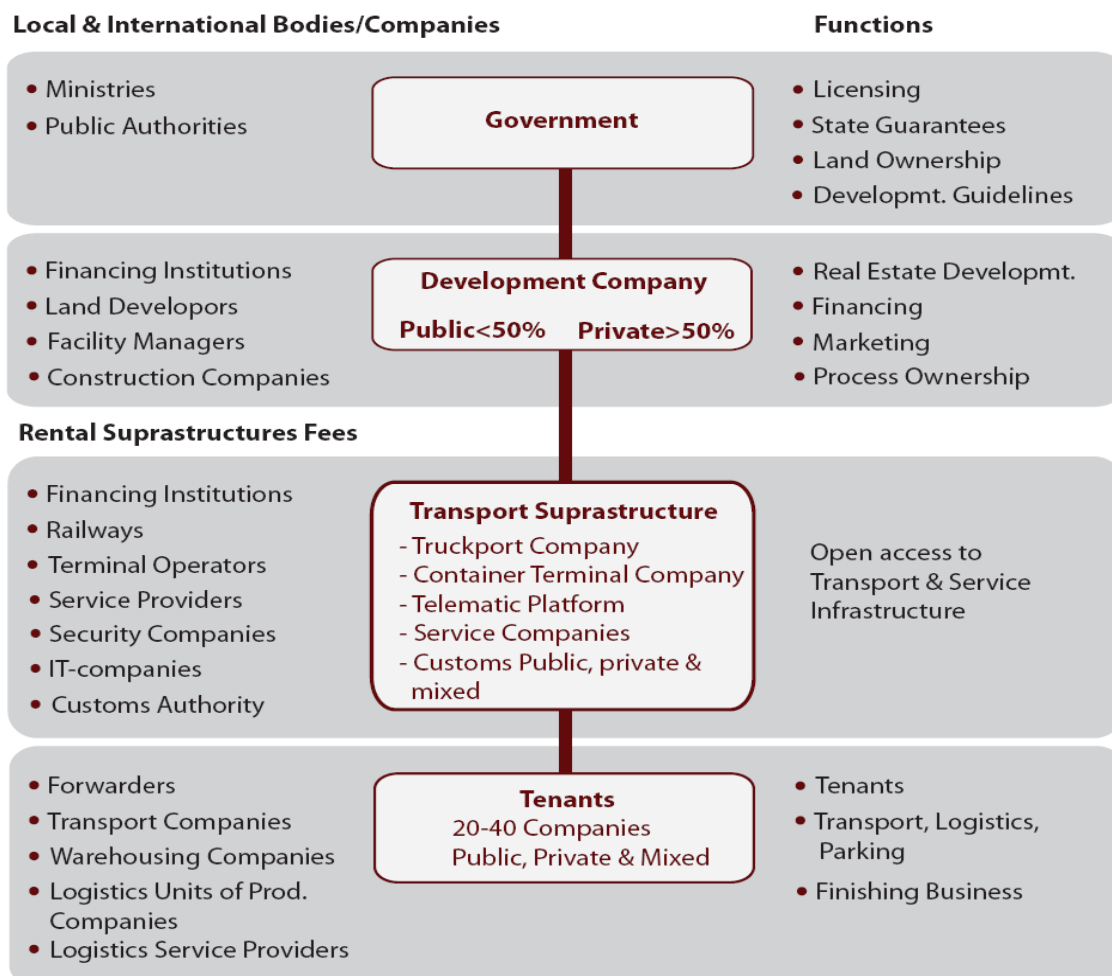 Local & International Bodies/Companies
Functions
• Ministries
• Public Authorities
Government
• Licensing
• State Guarantees
• Land Ownership
• Developmt. Guidelines
• Financing Institutions
• Land Developors
• Facility Managers
• Construction Companies
Development Company
Public<50% Private>50%
• Real Estate Developmt.
• Financing
• Marketing
• Process Ownership
Rental Suprastructures Fees
• Financing Institutions
• Railways
• Terminal Operators
• Service Providers
• Security Companies
• IT-companies
• Customs Authority
Transport Suprastructure
- Truckport Company
- Container Terminal Company
- Telematic Platform
- Service Companies
- Customs Public, private &
mixed
Open access to
Transport & Service
Infrastructure
• Forwarders
• Transport Companies
• Warehousing Companies
• Logistics Units of Prod.
Companies
• Logistics Service Providers
Tenants
20-40 Companies
Public, Private & Mixed
• Tenants
• Transport, Logistics,
Parking
• Finishing Business